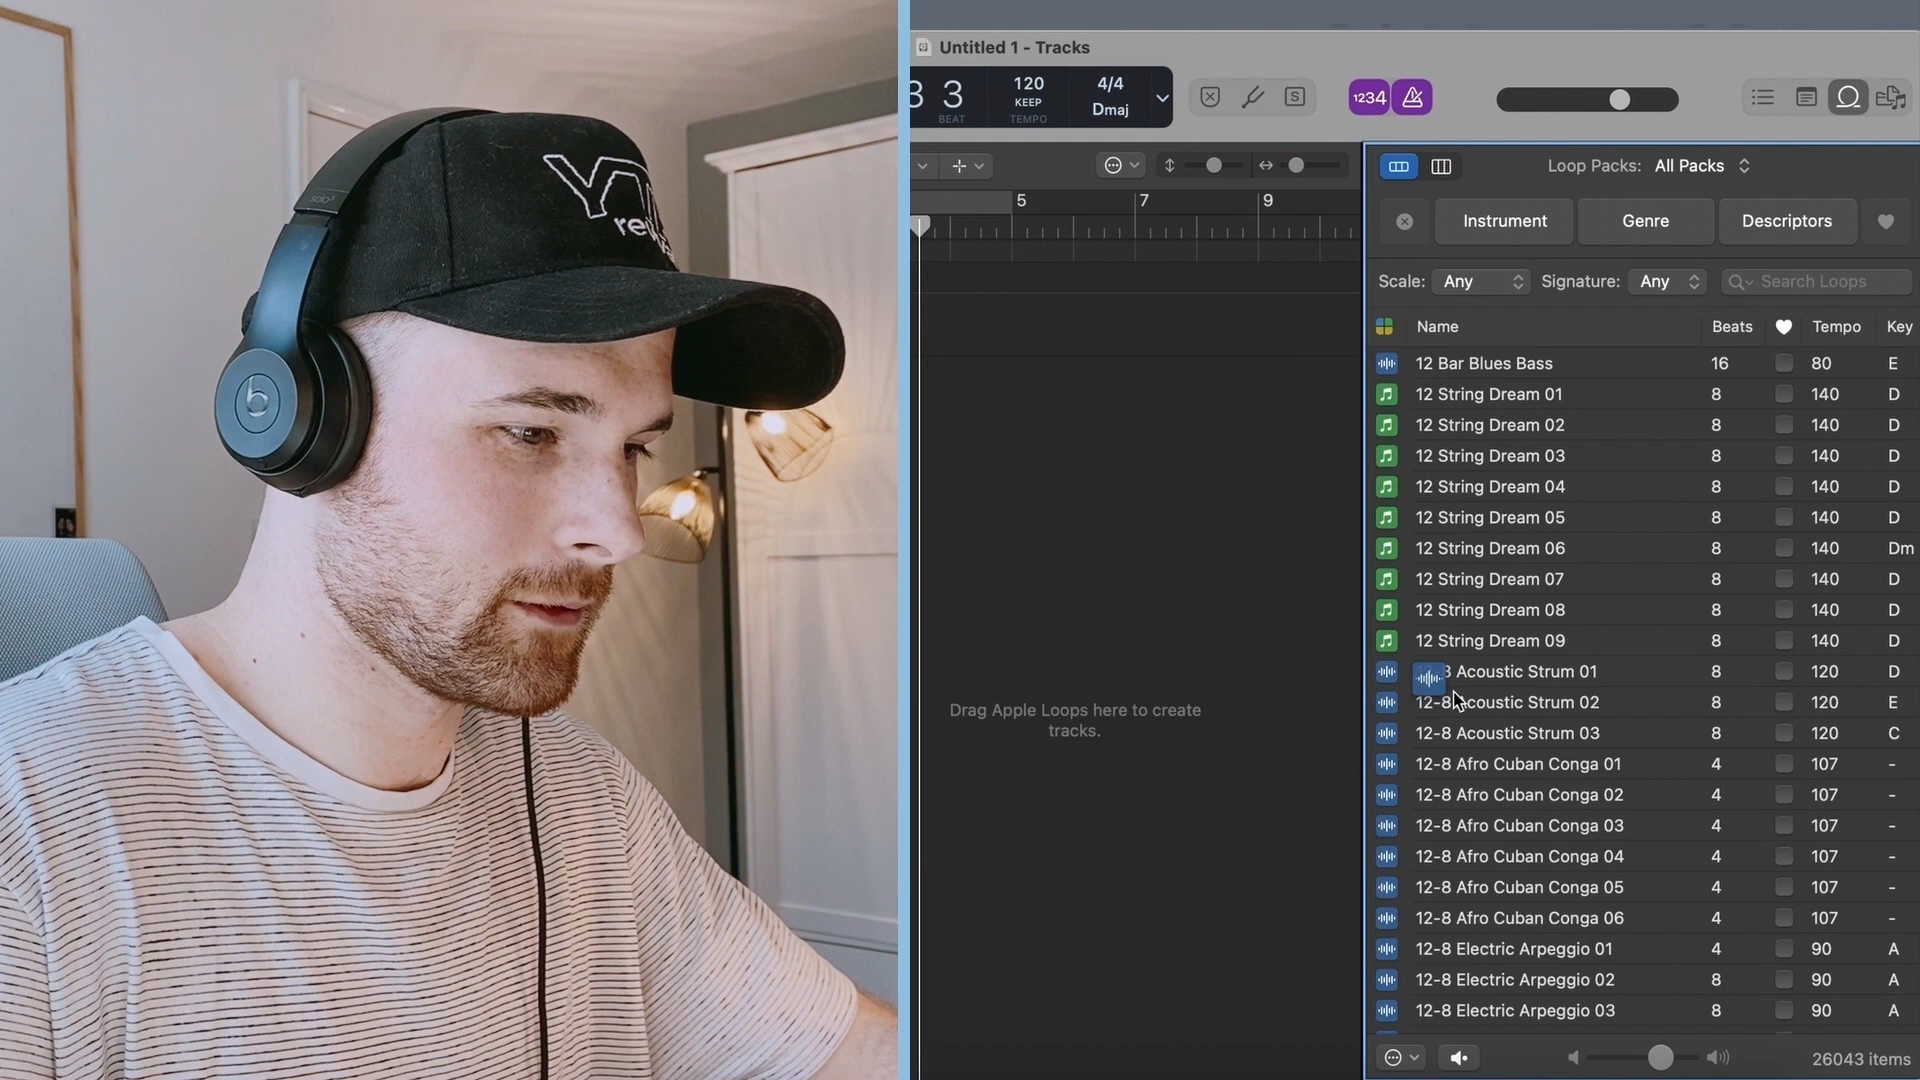 solo³
b
Untitled 1 - Tracks
3 3
BEAT
120
KEEP
TEMPO
4/4
Dmaj
S
1234
5
7
9
Drag Apple Loops here to create
tracks.
Loop Packs: All Packs
Instrument
Genre
Descriptors
Scale: Any
Signature: Any
Search Loops
Name Beats Tempo Key
12 Bar Blues Bass 16 80 E
12 String Dream 01 8 140 D
12 String Dream 02 8 140 D
12 String Dream 03 8 140 D
12 String Dream 04 8 140 D
12 String Dream 05 8 140 D
12 String Dream 06 8 140 Dm
12 String Dream 07 8 140 D
12 String Dream 08 8 140 D
12 String Dream 09 8 140 D
Acoustic Strum 01 8 120 D
12-8 Acoustic Strum 02 8 120 E
12-8 Acoustic Strum 03 8 120 C
12-8 Afro Cuban Conga 01 4 107 -
12-8 Afro Cuban Conga 02 4 107 -
12-8 Afro Cuban Conga 03 4 107 -
12-8 Afro Cuban Conga 04 4 107 -
12-8 Afro Cuban Conga 05 4 107 -
12-8 Afro Cuban Conga 06 4 107 -
12-8 Electric Arpeggio 01 4 90 A
12-8 Electric Arpeggio 02 8 90 A
12-8 Electric Arpeggio 03 8 90 A
26043 items